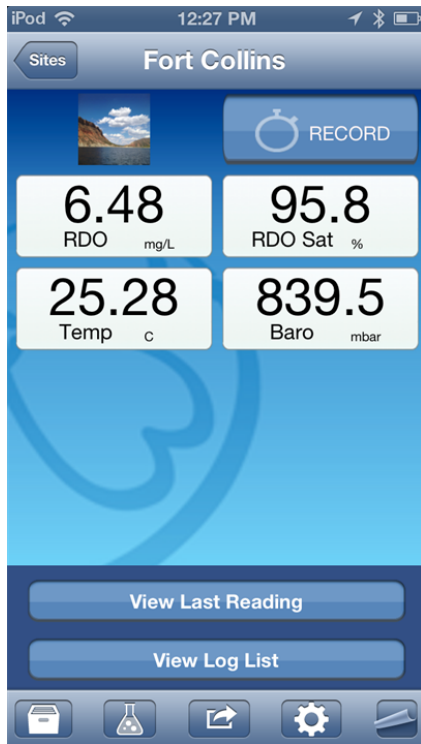 iPod 12:27 PM
Sites Fort Collins
RECORD
6.48 95.8
RDO mg/L RDO Sat %
25.28 839.5
Temp C Baro mbar
View Last Reading
View Log List